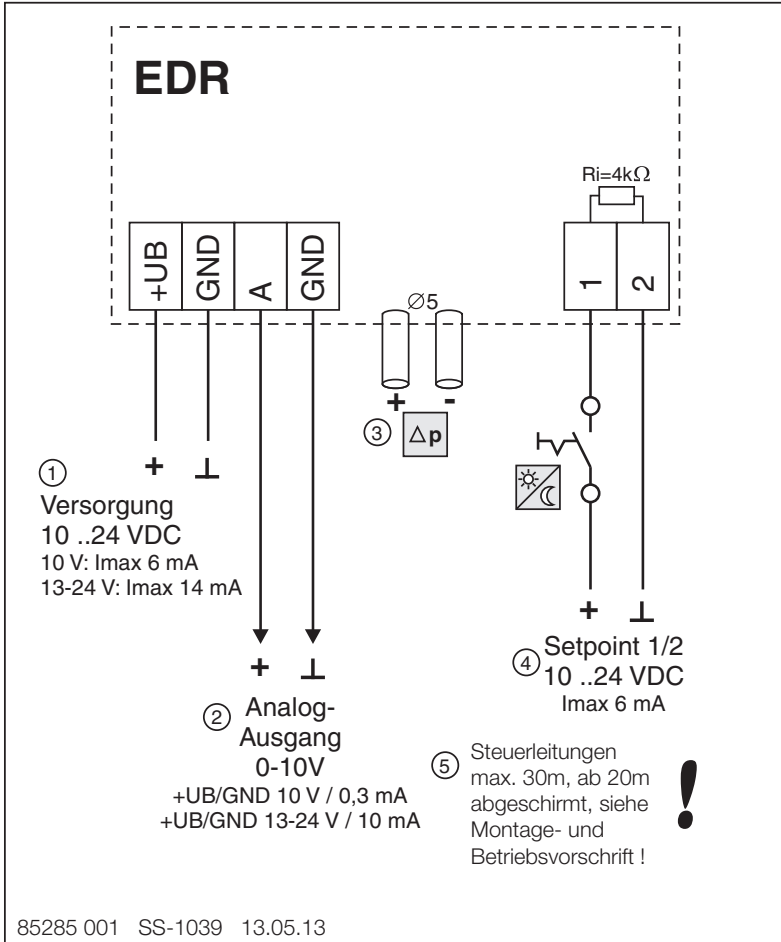 EDR
Ri=4kΩ
+UB
GND
A
GND
1
2
∅5
+ -
③ Δp
①
+ ⊥
Versorgung
10 ..24 VDC
10 V: Imax 6 mA
13-24 V: Imax 14 mA
+ ⊥
② Analog-
Ausgang
0-10V
+UB/GND 10 V / 0,3 mA
+UB/GND 13-24 V / 10 mA
+ ⊥
④ Setpoint 1/2
10 ..24 VDC
Imax 6 mA
⑤ Steuerleitungen
max. 30m, ab 20m
abgeschirmt, siehe
Montage- und
Betriebsvorschrift !
!
85285 001 SS-1039 13.05.13